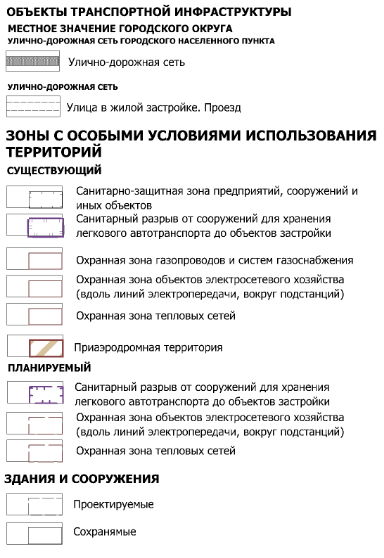 ОБЪЕКТЫ ТРАНСПОРТНОЙ ИНФРАСТРУКТУРЫ
МЕСТНОЕ ЗНАЧЕНИЕ ГОРОДСКОГО ОКРУГА
УЛИЧНО-ДОРОЖНАЯ СЕТЬ ГОРОДСКОГО НАСЕЛЕННОГО ПУНКТА
Улично-дорожная сеть
УЛИЧНО-ДОРОЖНАЯ СЕТЬ
Улица в жилой застройке. Проезд
ЗОНЫ С ОСОБЫМИ УСЛОВИЯМИ ИСПОЛЬЗОВАНИЯ
ТЕРРИТОРИЙ
СУЩЕСТВУЮЩИЙ
Санитарно-защитная зона предприятий, сооружений и
иных объектов
Санитарный разрыв от сооружений для хранения
легкового автотранспорта до объектов застройки
Охранная зона газопроводов и систем газоснабжения
Охранная зона объектов электросетевого хозяйства
(вдоль линий электропередачи, вокруг подстанций)
Охранная зона тепловых сетей
Приаэродромная территория
ПЛАНИРУЕМЫЙ
Санитарный разрыв от сооружений для хранения
легкового автотранспорта до объектов застройки
Охранная зона объектов электросетевого хозяйства
(вдоль линий электропередачи, вокруг подстанций)
Охранная зона тепловых сетей
ЗДАНИЯ И СООРУЖЕНИЯ
Проектируемые
Сохранямые